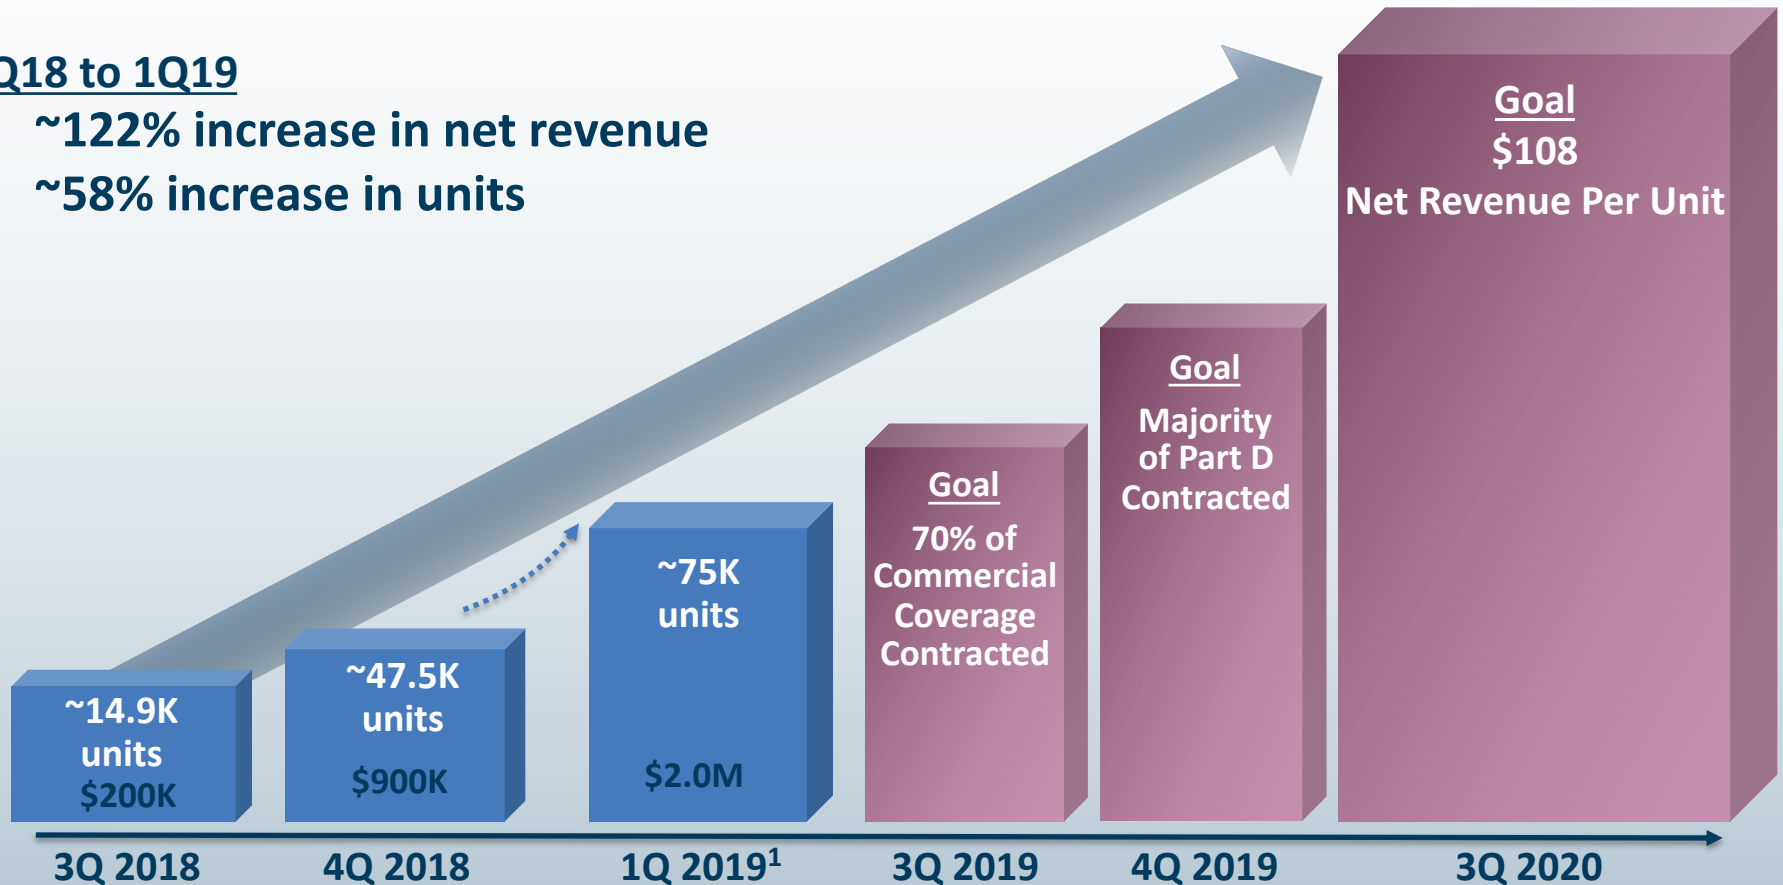 Q18 to 1Q19
~122% increase in net revenue
~58% increase in units
~14.9K
units
$200K
~47.5K
units
$900K
~75K
units
$2.0M
Goal
70% of
Commercial
Coverage
Contracted
Goal
Majority
of Part D
Contracted
Goal
$108
Net Revenue Per Unit
3Q 2018
4Q 2018
1Q 2019¹
3Q 2019
4Q 2019
3Q 2020